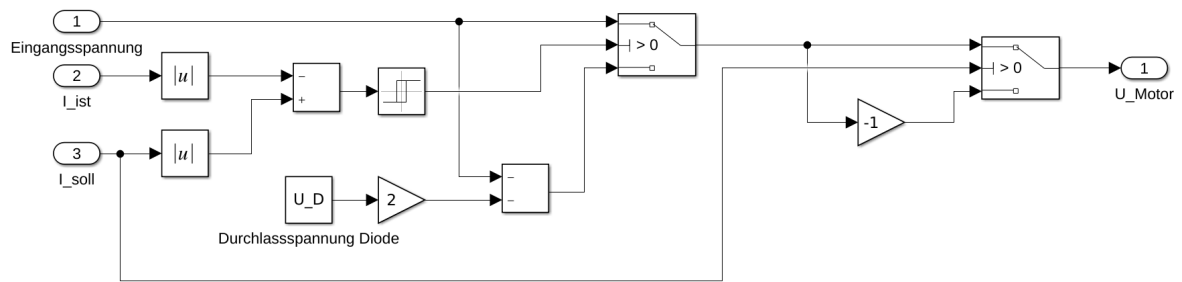 1
Eingangsspannung
2
I_ist
3
I_soll
|u|
|u|
−
+
U_D
Durchlassspannung Diode
2
−
−
> 0
-1
> 0
1
U_Motor